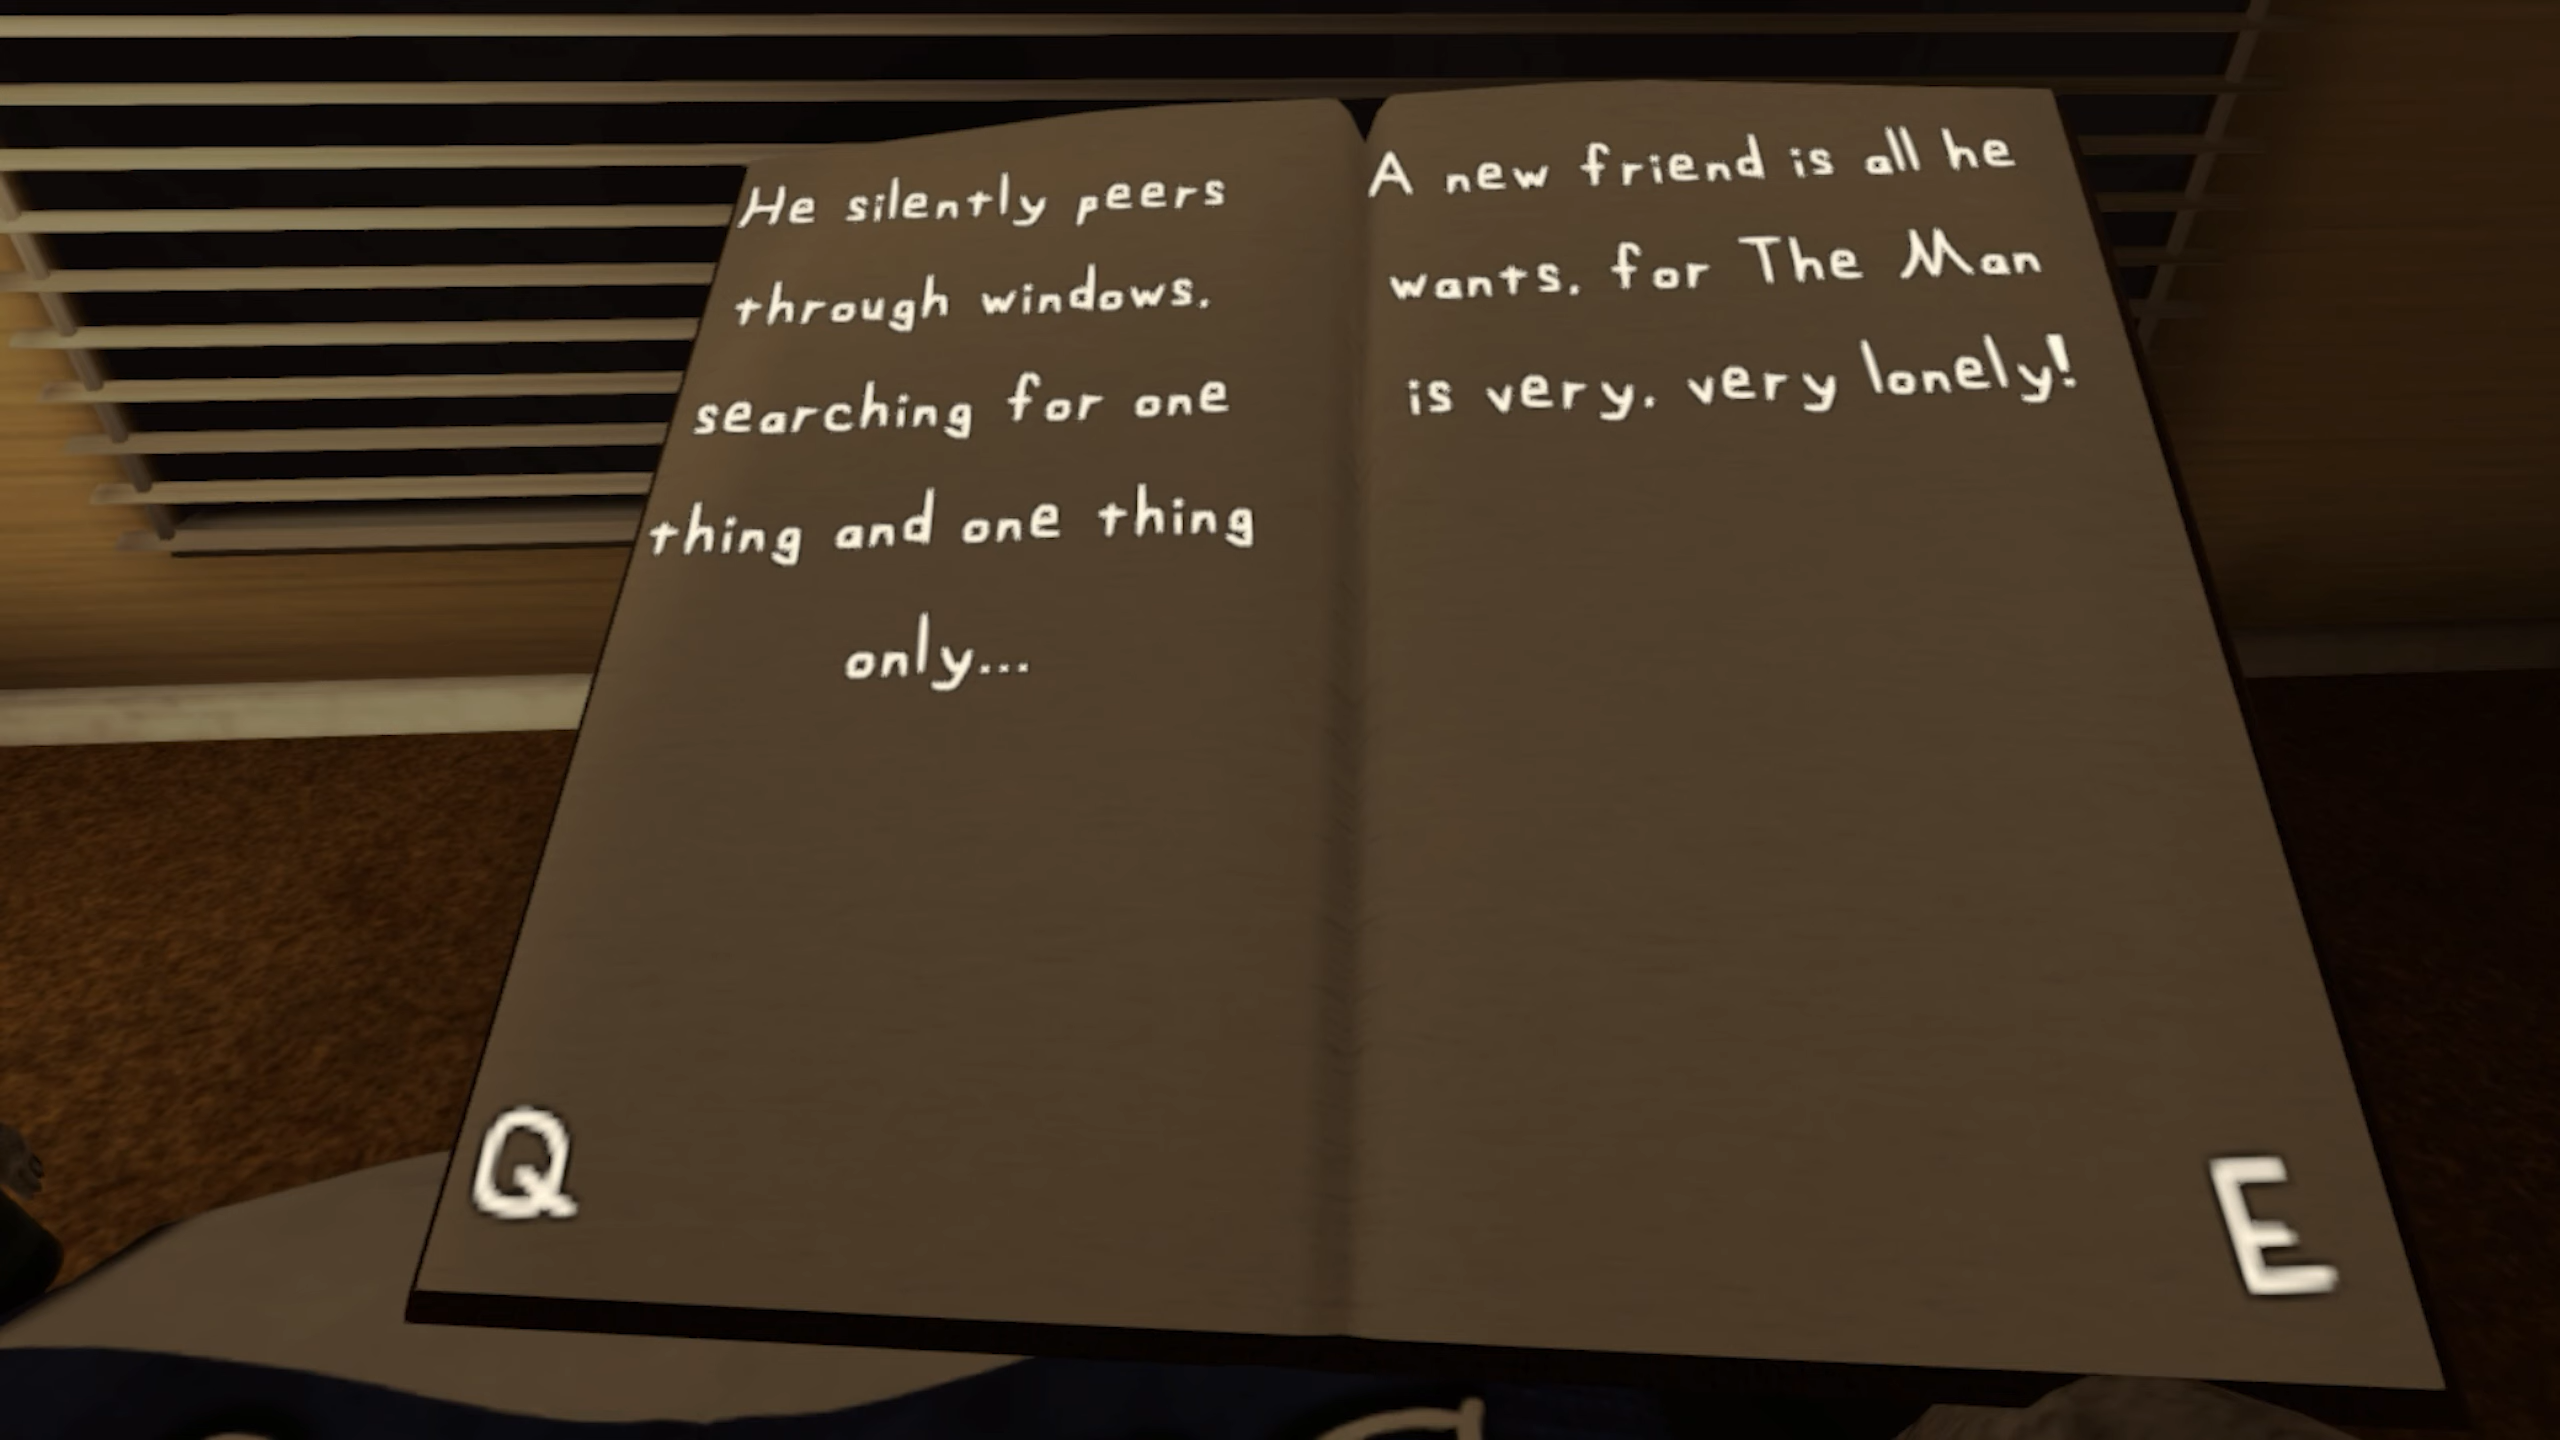 He silently peers
through windows,
searching for one
thing and one thing
only...
A new friend is all he
wants, for The Man
is very, very lonely!
Q
E